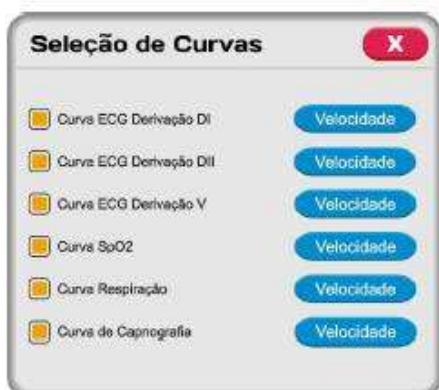 Seleção de Curvas X
Curva ECG Derivação DI Velocidade
Curva ECG Derivação DII Velocidade
Curva ECG Derivação V Velocidade
Curva SpO2 Velocidade
Curva Respiração Velocidade
Curva de Capnografia Velocidade